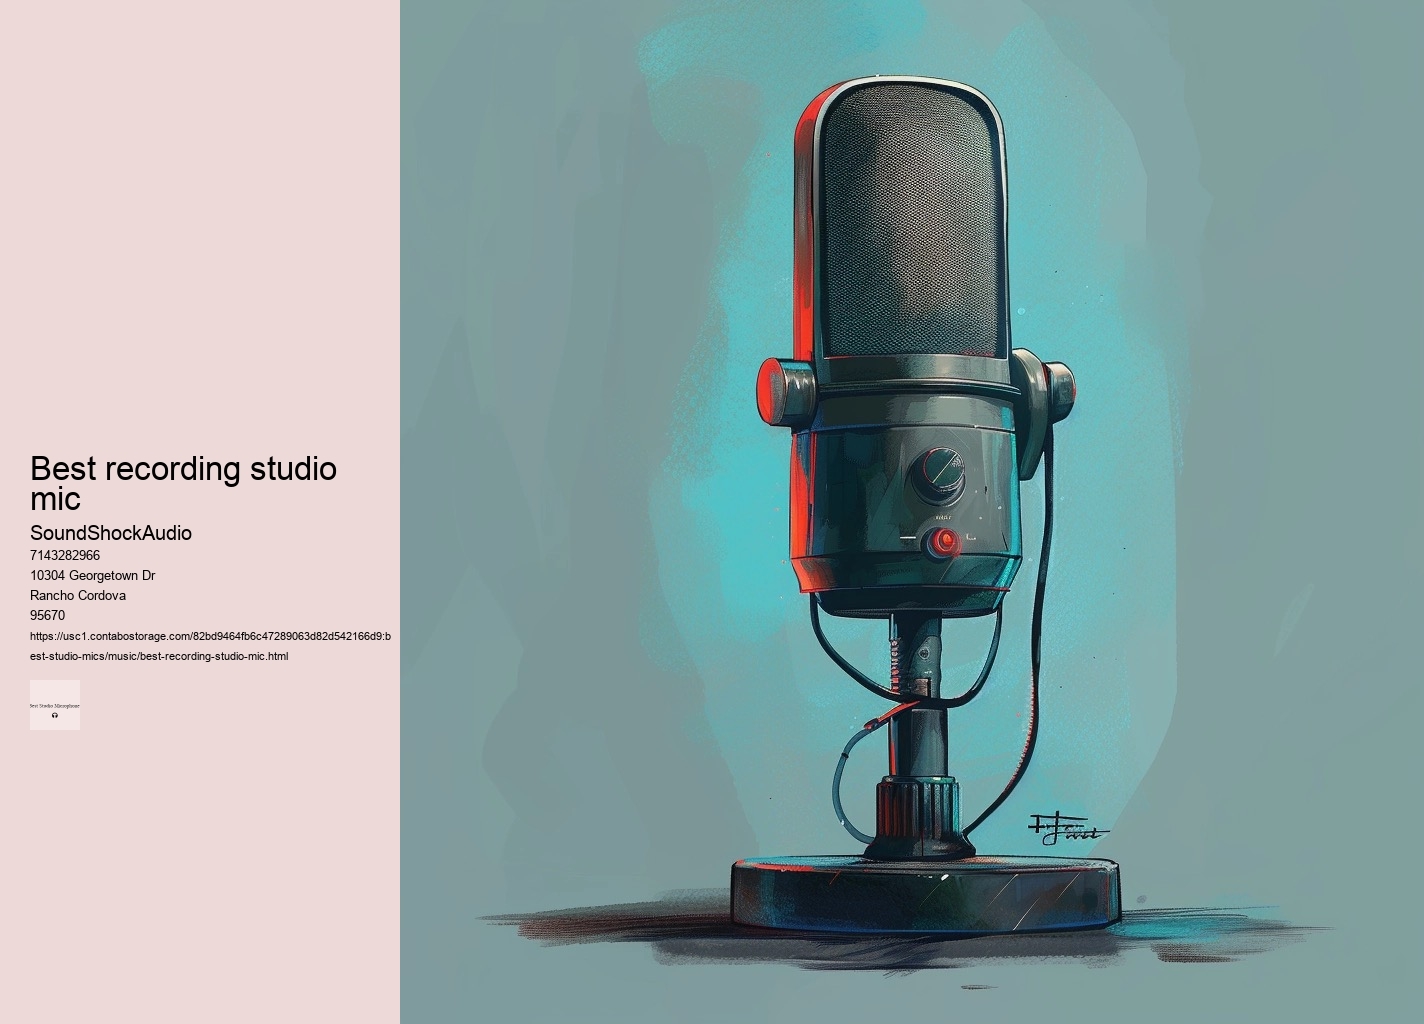 Best recording studio
mic
SoundShockAudio
7143282966
10304 Georgetown Dr
Rancho Cordova
95670
https://usc1.contabostorage.com/82bd9464fb6c47289063d82d542166d9:b
est-studio-mics/music/best-recording-studio-mic.html
Best Studio Microphone